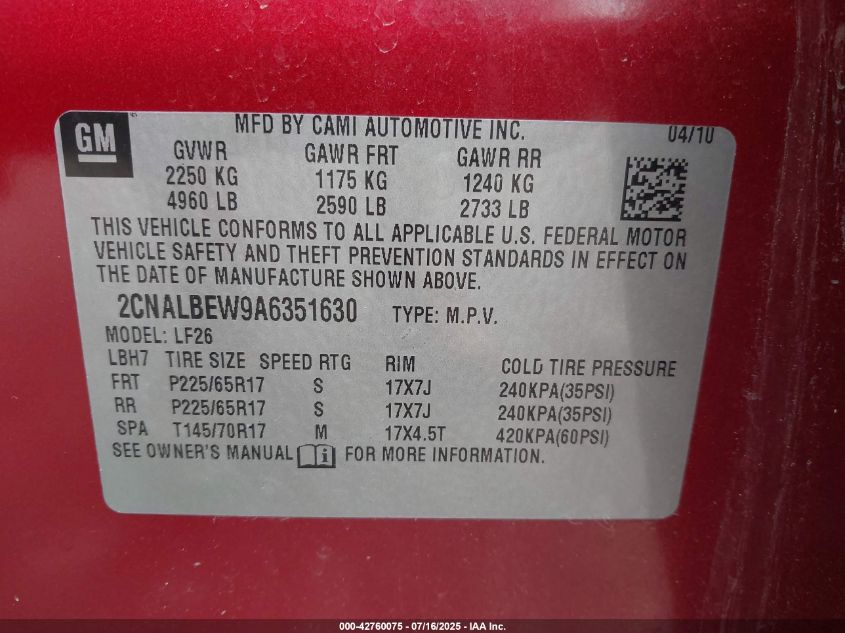 GM
MFD BY CAMI AUTOMOTIVE INC. 04/10
GVWR GAWR FRT GAWR RR
2250 KG 1175 KG 1240 KG
4960 LB 2590 LB 2733 LB
THIS VEHICLE CONFORMS TO ALL APPLICABLE U.S. FEDERAL MOTOR
VEHICLE SAFETY AND THEFT PREVENTION STANDARDS IN EFFECT ON
THE DATE OF MANUFACTURE SHOWN ABOVE.
2CNALBEW9A6351630 TYPE: M.P.V.
MODEL: LF26
LBH7 TIRE SIZE SPEED RTG RIM COLD TIRE PRESSURE
FRT P225/65R17 S 17X7J 240KPA(35PSI)
RR P225/65R17 S 17X7J 240KPA(35PSI)
SPA T145/70R17 M 17X4.5T 420KPA(60PSI)
SEE OWNER'S MANUAL i FOR MORE INFORMATION.
000-42760075 - 07/16/2025 - IAA Inc.